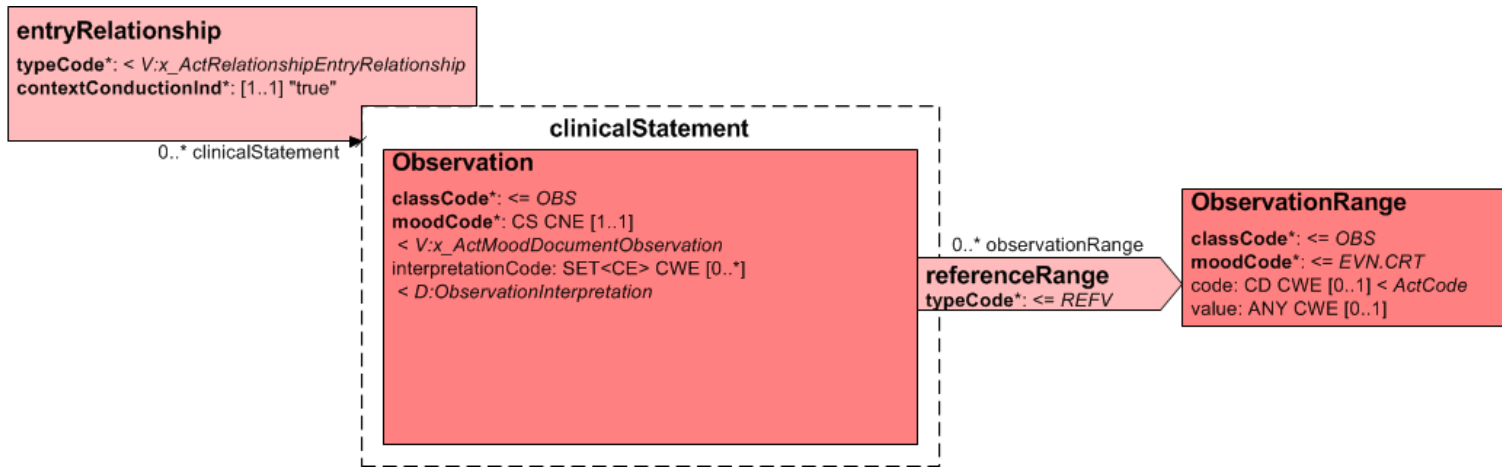 entryRelationship
typeCode*: < V:x_ActRelationshipEntryRelationship
contextConductionInd*: [1..1] "true"
0..* clinicalStatement
clinicalStatement
Observation
classCode*: <= OBS
moodCode*: CS CNE [1..1]
< V:x_ActMoodDocumentObservation
interpretationCode: SET<CE> CWE [0..*]
< D:ObservationInterpretation
0..* observationRange
referenceRange
typeCode*: <= REFV
ObservationRange
classCode*: <= OBS
moodCode*: <= EVN.CRT
code: CD CWE [0..1] < ActCode
value: ANY CWE [0..1]